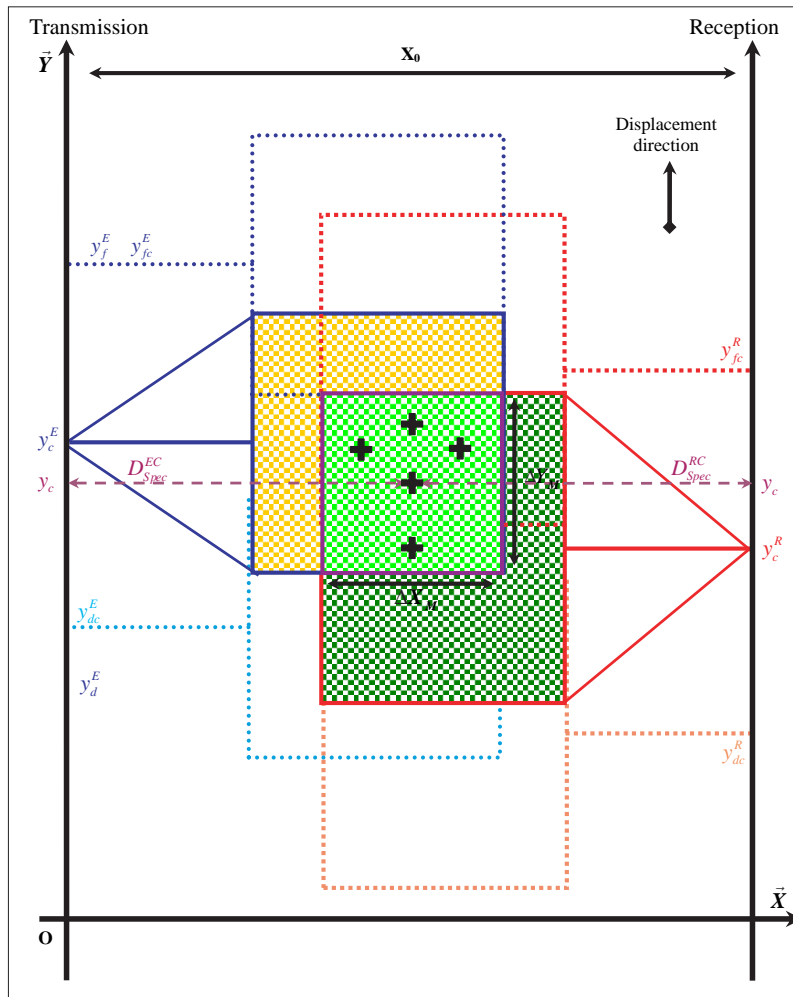 Transmission
Reception
Y
X₀
Displacement
direction
y_f^E y_fc^E
y_fc^R
y_c^E
D_Spec^EC
D_Spec^RC
y_c
ΔY_M
y_c
y_c^R
ΔX_M
y_dc^E
y_d^E
y_dc^R
X
O